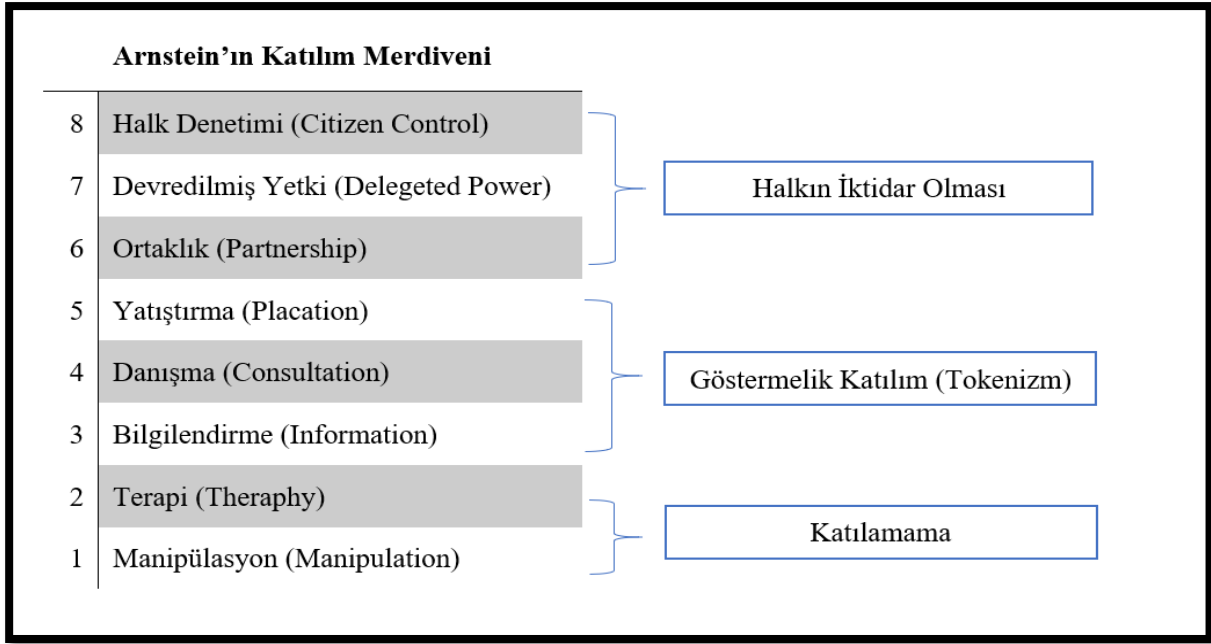 Arnstein’ın Katılım Merdiveni
8 Halk Denetimi (Citizen Control)
7 Devredilmiş Yetki (Delegeted Power)
Halkın İktidar Olması
6 Ortaklık (Partnership)
5 Yatıştırma (Placation)
4 Danışma (Consultation)
Göstermelik Katılım (Tokenizm)
3 Bilgilendirme (Information)
2 Terapi (Theraphy)
Katılamama
1 Manipülasyon (Manipulation)